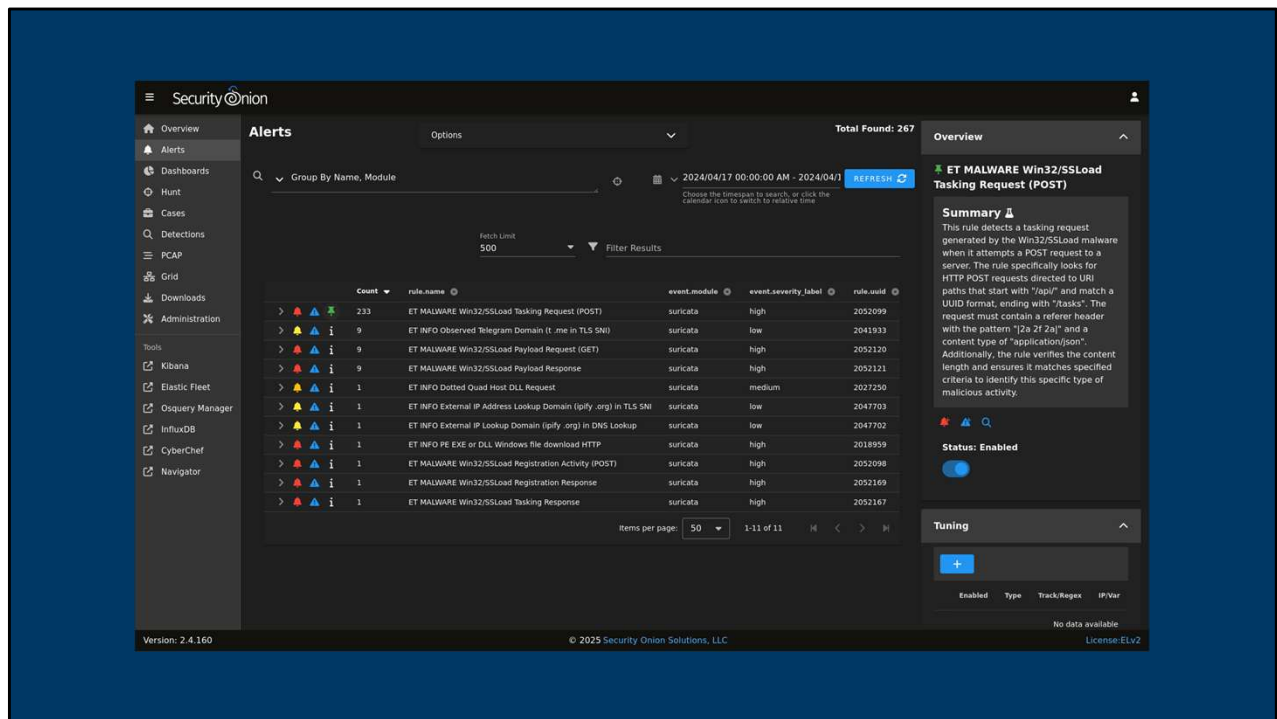 Security Onion
Overview
Alerts
Dashboards
Hunt
Cases
Detections
PCAP
Grid
Downloads
Administration
Tools
Kibana
Elastic Fleet
Osquery Manager
InfluxDB
CyberChef
Navigator
Alerts
Options
Total Found: 267
Group By Name, Module
2024/04/17 00:00:00 AM - 2024/04/1
REFRESH
Choose the timespan to search, or click the
calendar icon to switch to relative time
Fetch Limit
500
Filter Results
Count rule.name event.module event.severity_label rule.uuid
233 ET MALWARE Win32/SSLoad Tasking Request (POST) suricata high 2052099
9 ET INFO Observed Telegram Domain (t .me in TLS SNI) suricata low 2041933
9 ET MALWARE Win32/SSLoad Payload Request (GET) suricata high 2052120
9 ET MALWARE Win32/SSLoad Payload Response suricata high 2052121
1 ET INFO Dotted Quad Host DLL Request suricata medium 2027250
1 ET INFO External IP Address Lookup Domain (ipify .org) in TLS SNI suricata low 2047703
1 ET INFO External IP Lookup Domain (ipify .org) in DNS Lookup suricata low 2047702
1 ET INFO PE EXE or DLL Windows file download HTTP suricata high 2018959
1 ET MALWARE Win32/SSLoad Registration Activity (POST) suricata high 2052098
1 ET MALWARE Win32/SSLoad Registration Response suricata high 2052169
1 ET MALWARE Win32/SSLoad Tasking Response suricata high 2052167
Items per page: 50 1-11 of 11
Overview
ET MALWARE Win32/SSLoad
Tasking Request (POST)
Summary
This rule detects a tasking request
generated by the Win32/SSLoad malware
when it attempts a POST request to a
server. The rule specifically looks for
HTTP POST requests directed to URI
paths that start with "/api/" and match a
UUID format, ending with "/tasks". The
request must contain a referer header
with the pattern "|2a 2f 2a|" and a
content type of "application/json".
Additionally, the rule verifies the content
length and ensures it matches specified
criteria to identify this specific type of
malicious activity.
Status: Enabled
Tuning
+
Enabled Type Track/Regex IP/Var
No data available
Version: 2.4.160
© 2025 Security Onion Solutions, LLC
License:ELv2